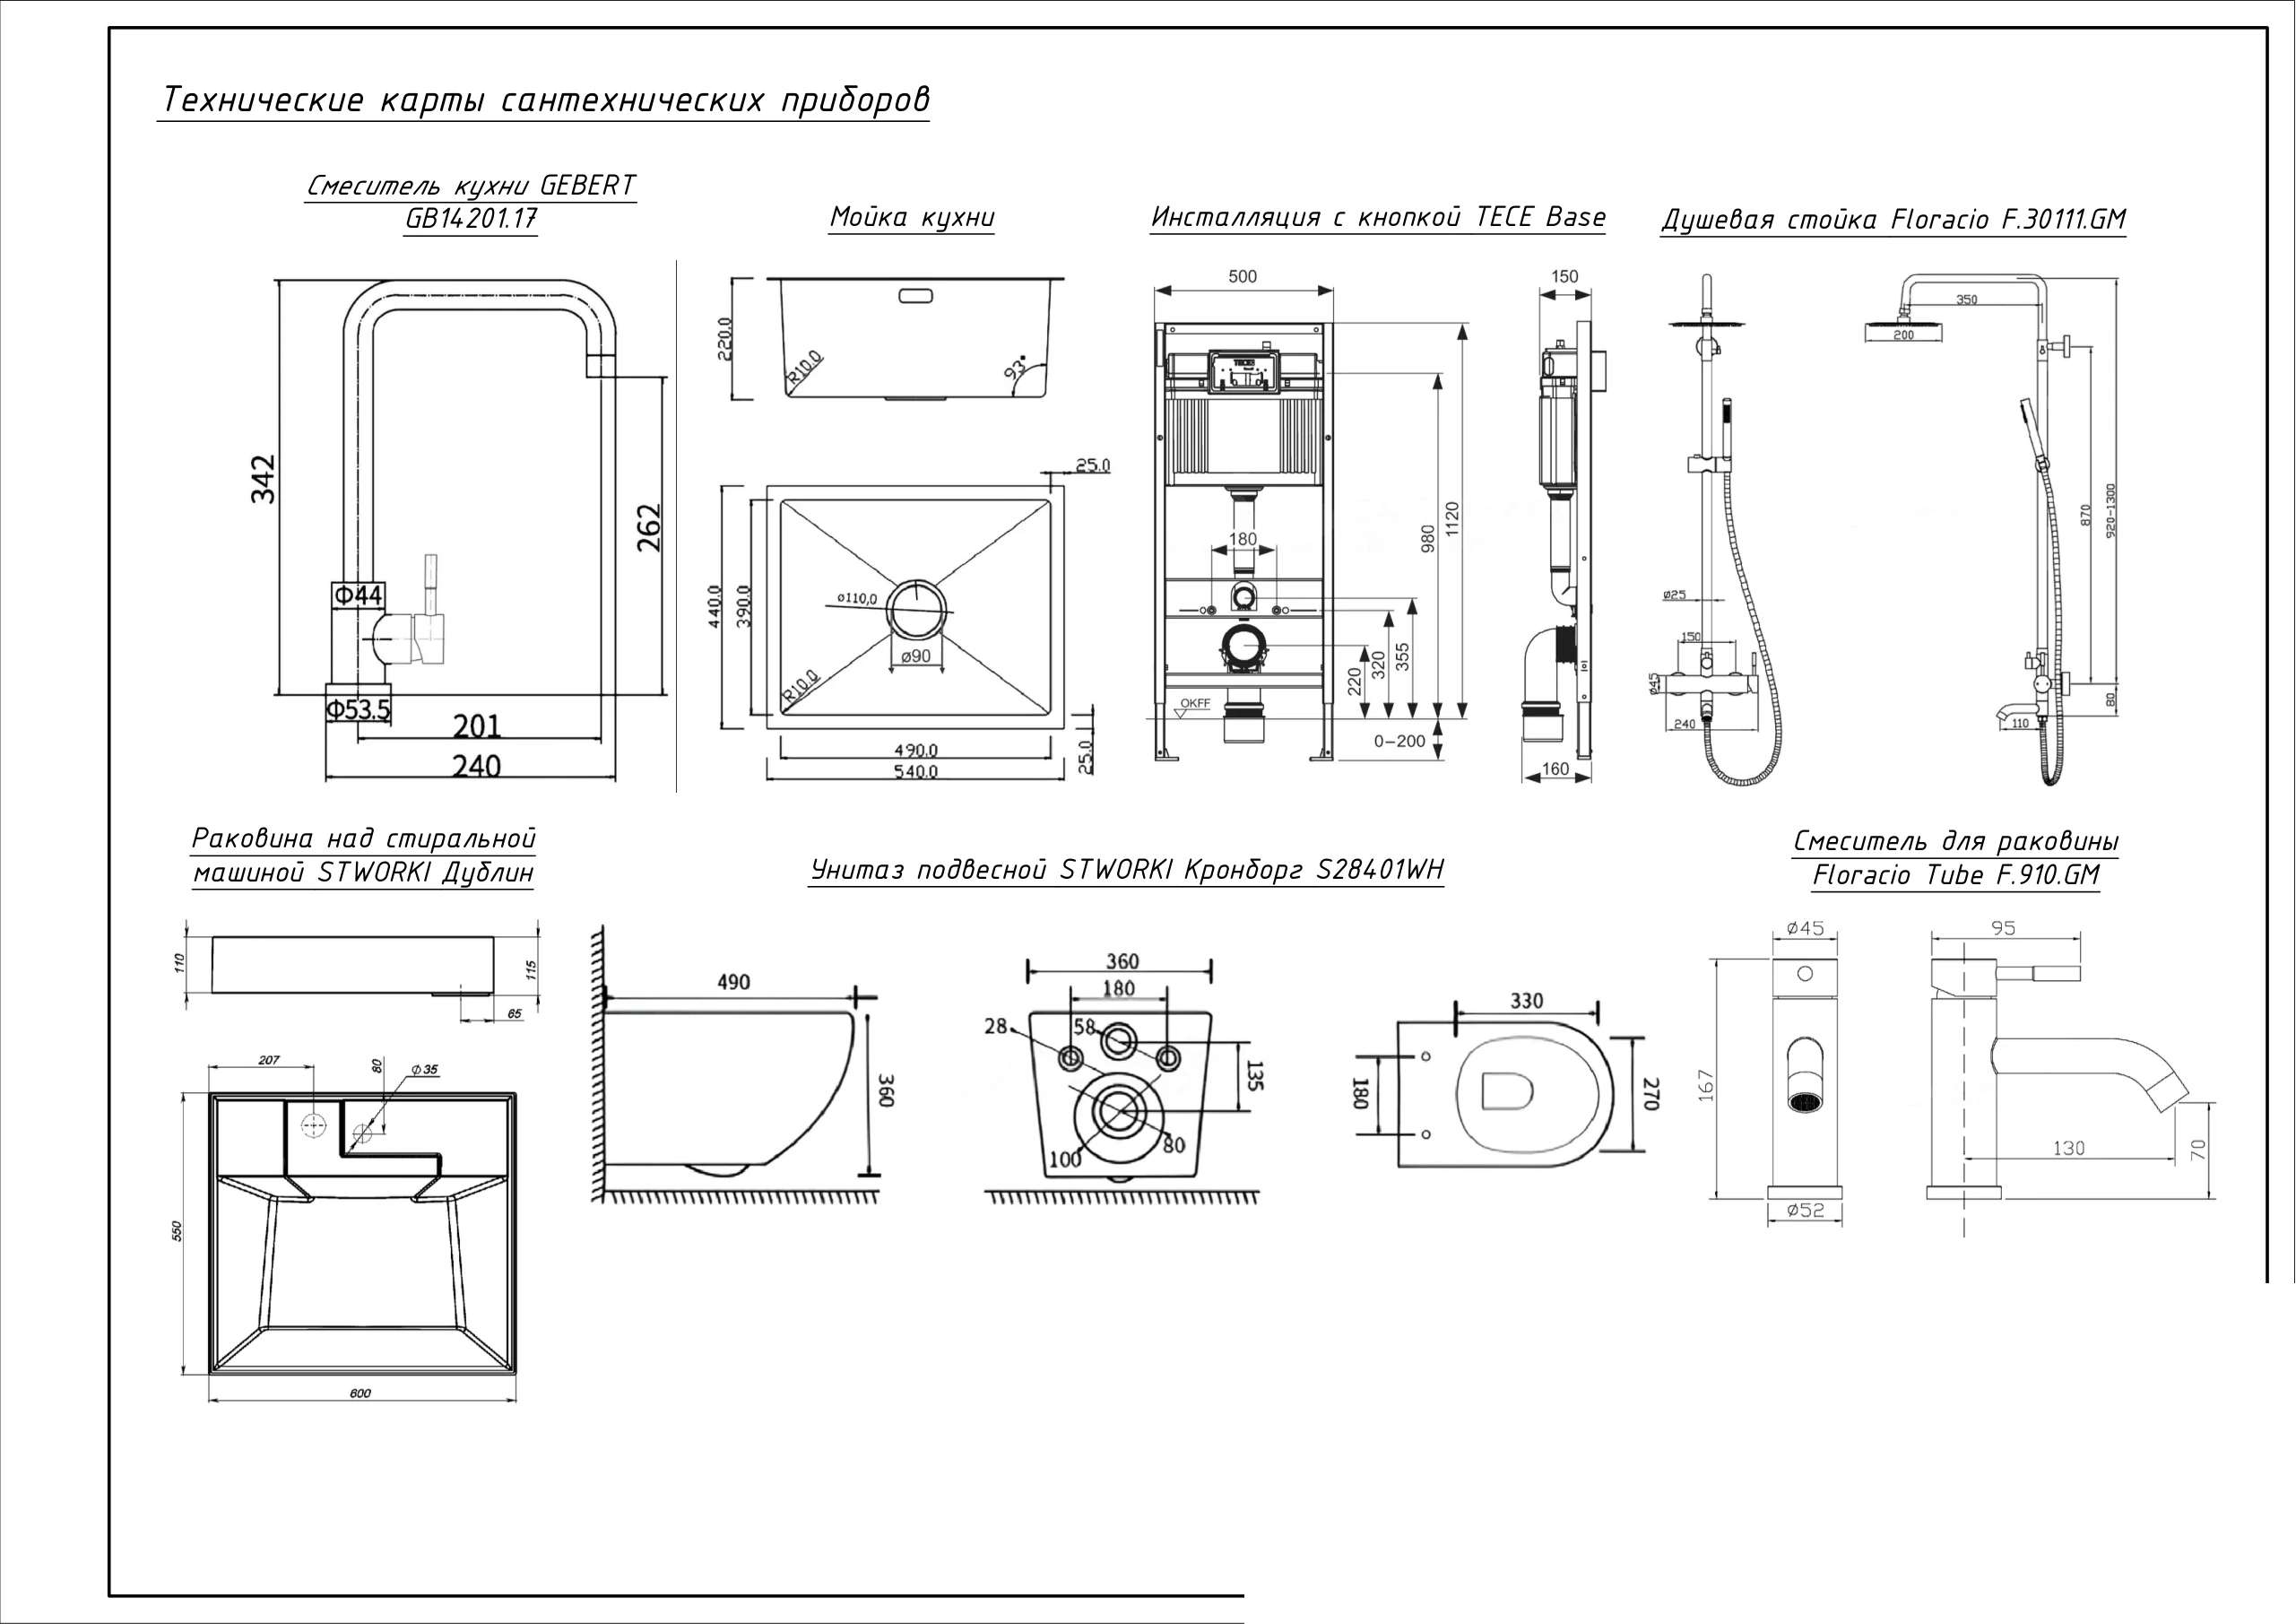 Технические карты сантехнических приборов
Смеситель кухни GEBERT
GB14201.17
342
262
Φ44
Φ53.5
201
240
Мойка кухни
220.0
R10.0
93°
25.0
440.0
390.0
ø110,0
ø90
R10.0
25.0
490.0
540.0
Инсталляция с кнопкой TECE Base
500
150
TECE
180
1120
980
355
320
220
OKFF
0–200
160
Душевая стойка Floracio F.30111.GM
350
200
870
920-1300
ø25
150
ø45
240
80
110
Раковина над стиральной
машиной STWORKI Дублин
110
115
65
207
80
Φ35
550
600
Унитаз подвесной STWORKI Кронборг S28401WH
490
360
360
180
28
58
135
100
80
330
180
270
Смеситель для раковины
Floracio Tube F.910.GM
ø45
95
167
130
70
ø52